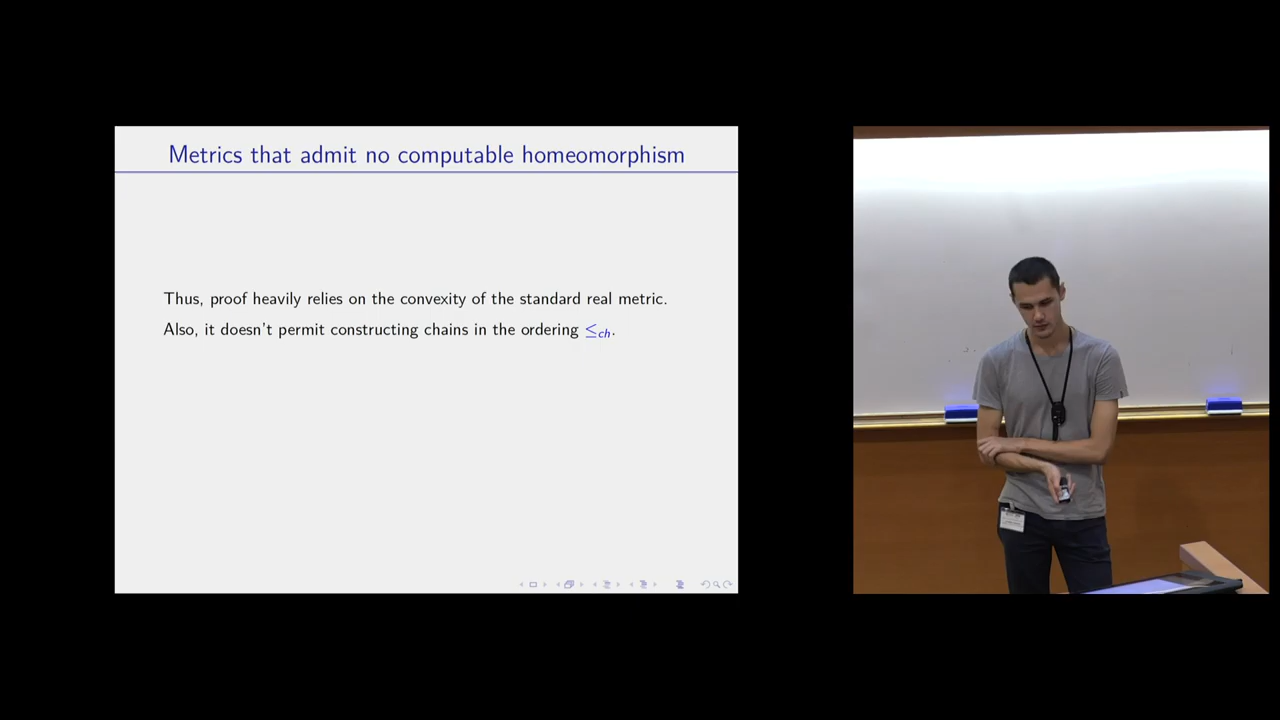 Metrics that admit no computable homeomorphism
Thus, proof heavily relies on the convexity of the standard real metric.
Also, it doesn't permit constructing chains in the ordering ≤ch.